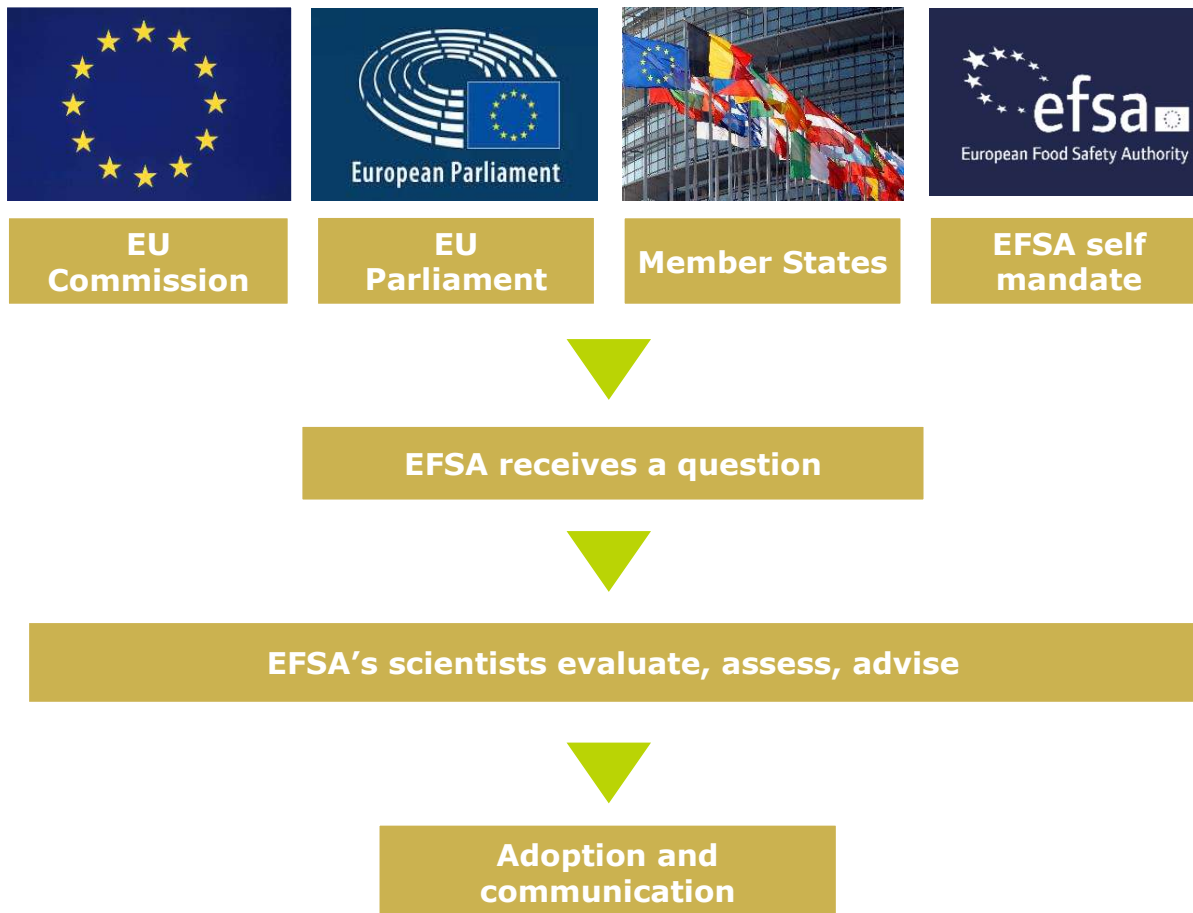 European Parliament
efsa
European Food Safety Authority
EU
Commission
EU
Parliament
Member States
EFSA self
mandate
EFSA receives a question
EFSA’s scientists evaluate, assess, advise
Adoption and
communication